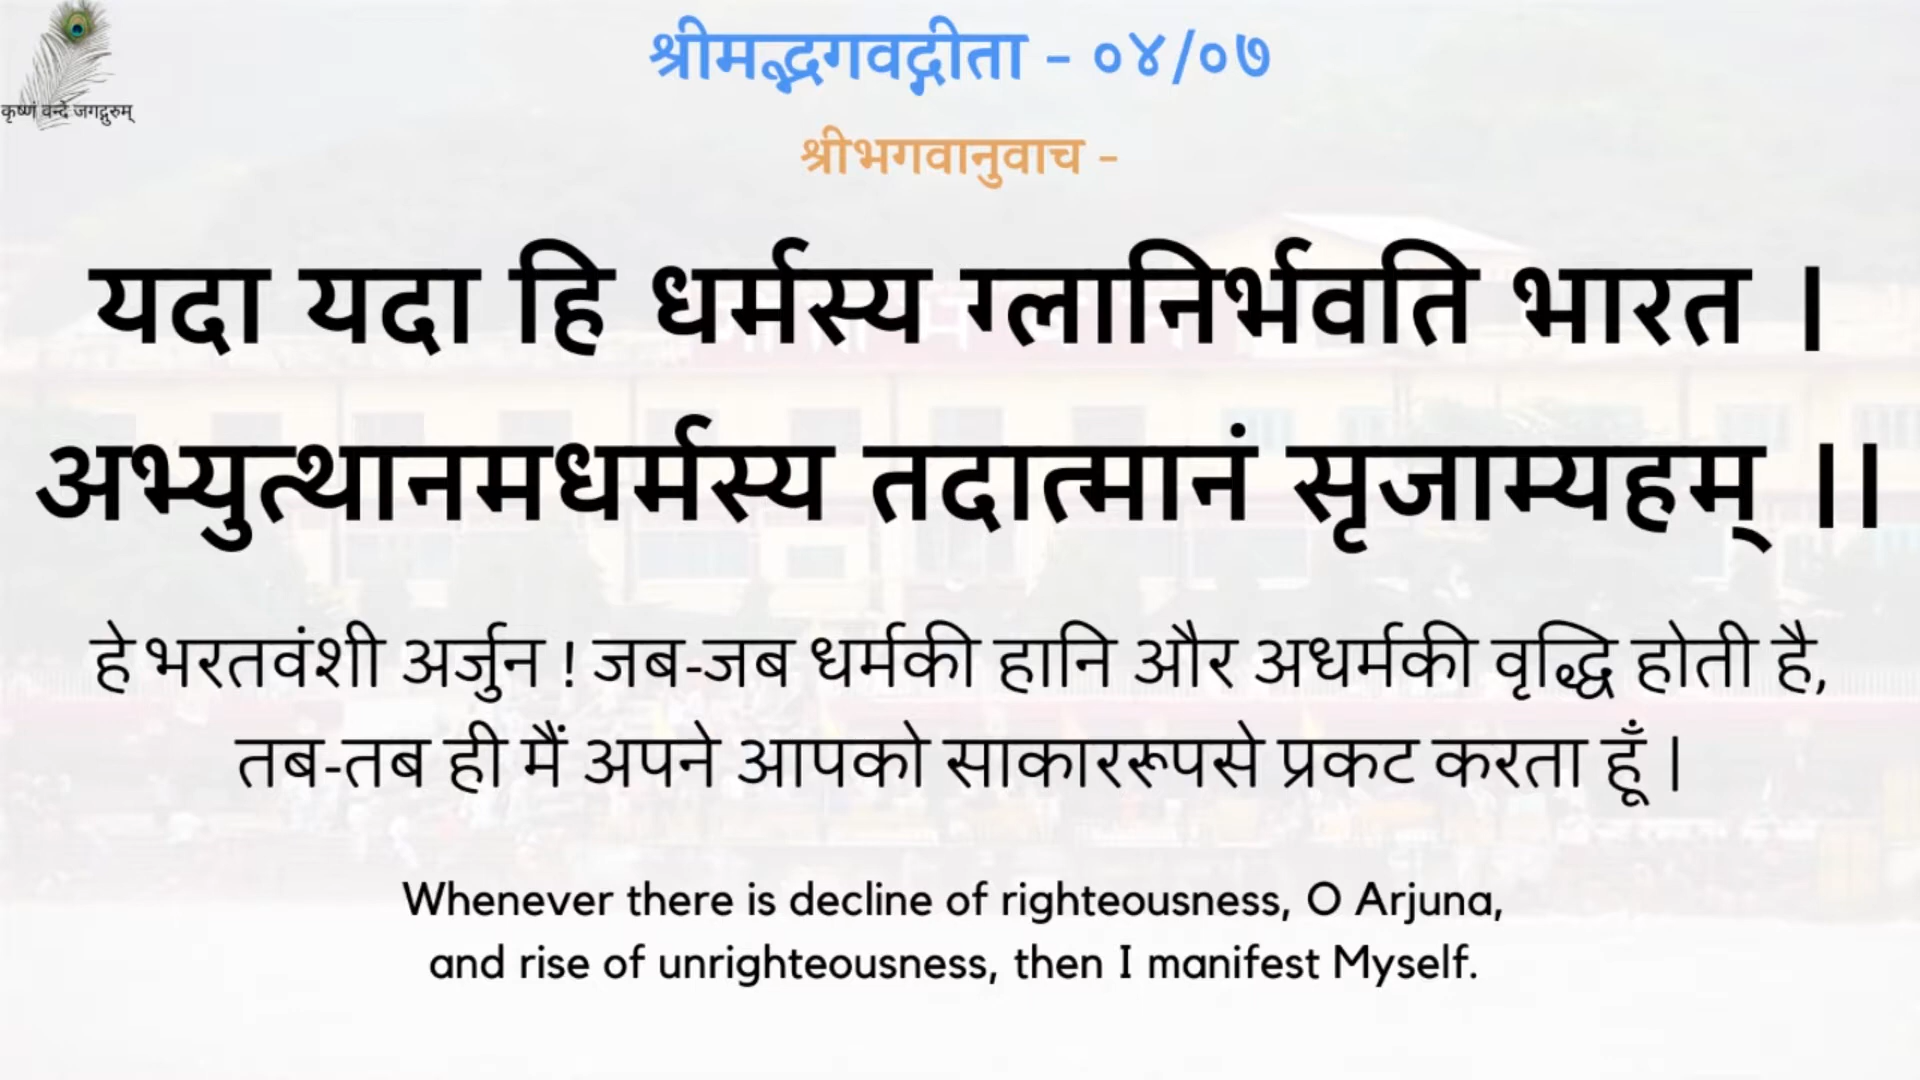 कृष्णं वन्दे जगद्गुरुम्
श्रीमद्भगवद्गीता - ०४/०७
श्रीभगवानुवाच -
यदा यदा हि धर्मस्य ग्लानिर्भवति भारत ।
अभ्युत्थानमधर्मस्य तदात्मानं सृजाम्यहम् ।।
हे भरतवंशी अर्जुन ! जब-जब धर्मकी हानि और अधर्मकी वृद्धि होती है,
तब-तब ही मैं अपने आपको साकाररूपसे प्रकट करता हूँ |
Whenever there is decline of righteousness, O Arjuna,
and rise of unrighteousness, then I manifest Myself.